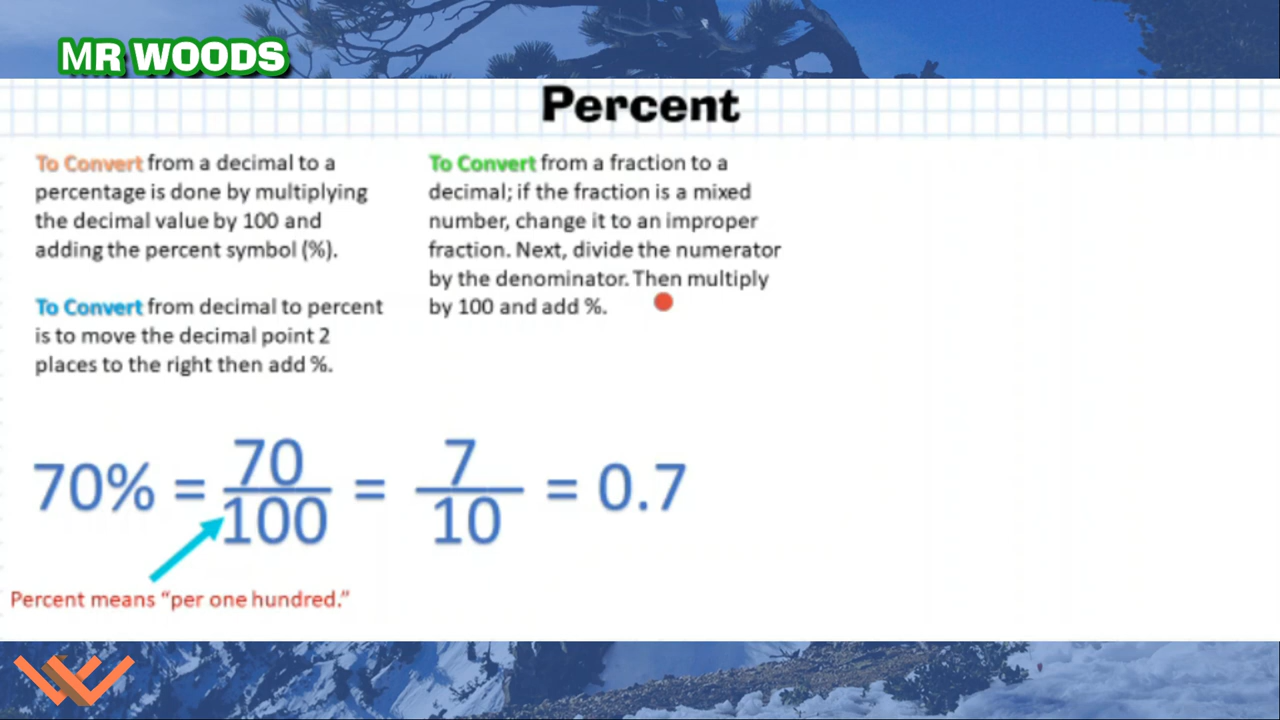 MR WOODS
Percent
To Convert from a decimal to a
percentage is done by multiplying
the decimal value by 100 and
adding the percent symbol (%).
To Convert from decimal to percent
is to move the decimal point 2
places to the right then add %.
To Convert from a fraction to a
decimal; if the fraction is a mixed
number, change it to an improper
fraction. Next, divide the numerator
by the denominator. Then multiply
by 100 and add %.
70% = 70/100 = 7/10 = 0.7
Percent means “per one hundred.”